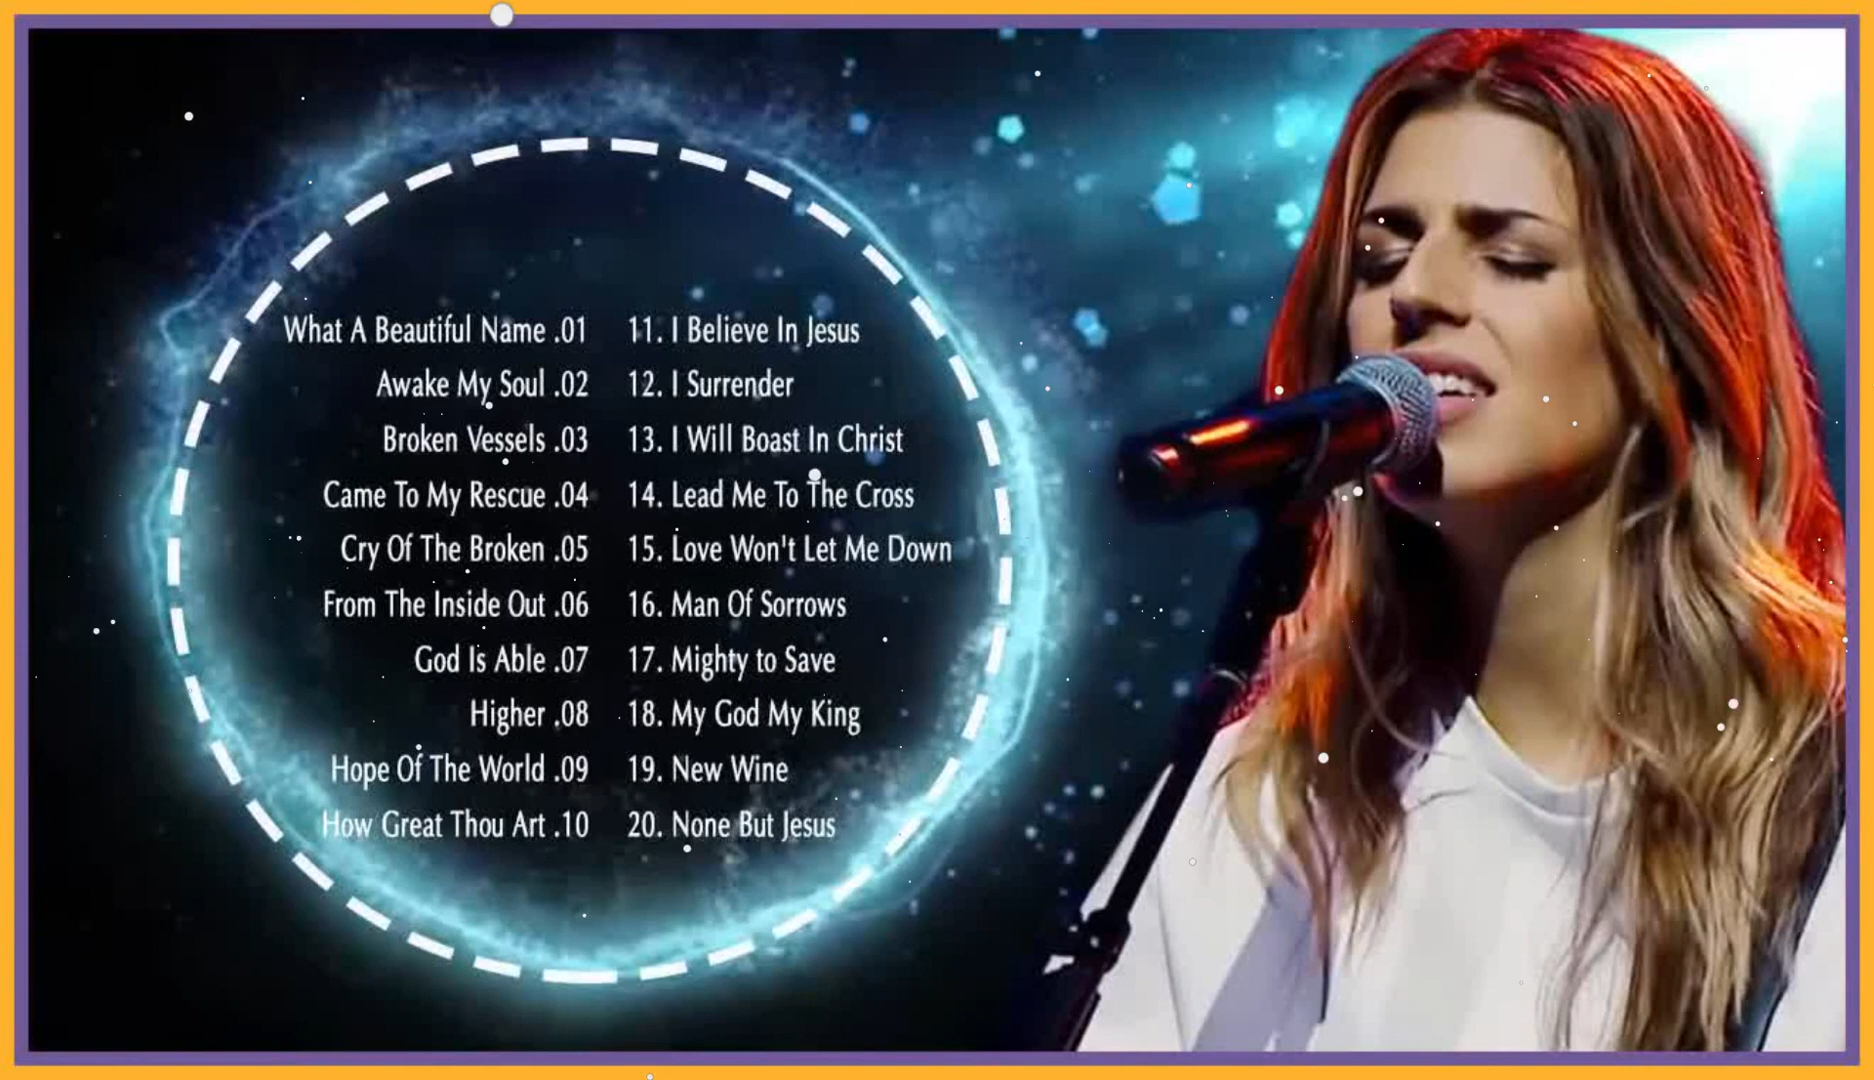 What A Beautiful Name .01
Awake My Soul .02
Broken Vessels .03
Came To My Rescue .04
Cry Of The Broken .05
From The Inside Out .06
God Is Able .07
Higher .08
Hope Of The World .09
How Great Thou Art .10
11. I Believe In Jesus
12. I Surrender
13. I Will Boast In Christ
14. Lead Me To The Cross
15. Love Won't Let Me Down
16. Man Of Sorrows
17. Mighty to Save
18. My God My King
19. New Wine
20. None But Jesus